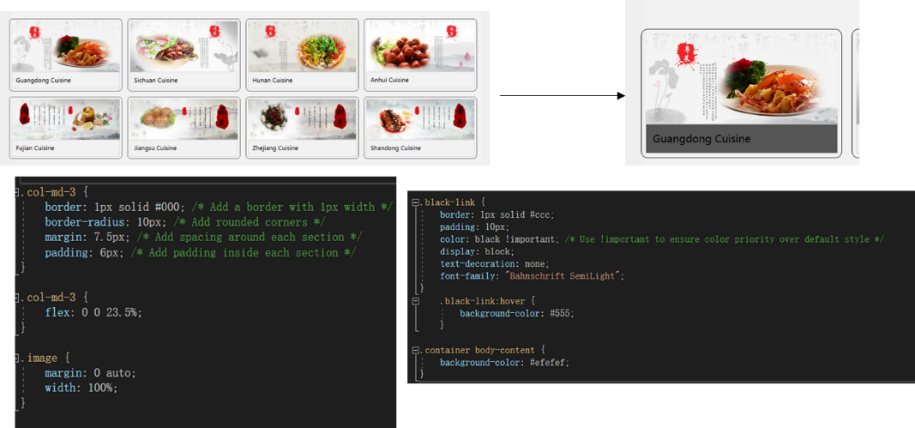 Guangdong Cuisine
Sichuan Cuisine
Hunan Cuisine
Anhui Cuisine
Fujian Cuisine
Jiangsu Cuisine
Zhejiang Cuisine
Shandong Cuisine
Guangdong Cuisine
.col-md-3 {
border: 1px solid #000; /* Add a border with 1px width */
border-radius: 10px; /* Add rounded corners */
margin: 7.5px; /* Add spacing around each section */
padding: 6px; /* Add padding inside each section */
}
.col-md-3 {
flex: 0 0 23.5%;
}
.image {
margin: 0 auto;
width: 100%;
}
.black-link {
border: 1px solid #ccc;
padding: 10px;
color: black !important; /* Use !important to ensure color priority over default style */
display: block;
text-decoration: none;
font-family: "Bahnschrift SemiLight";
}
.black-link:hover {
background-color: #555;
}
.container body-content {
background-color: #efefef;
}